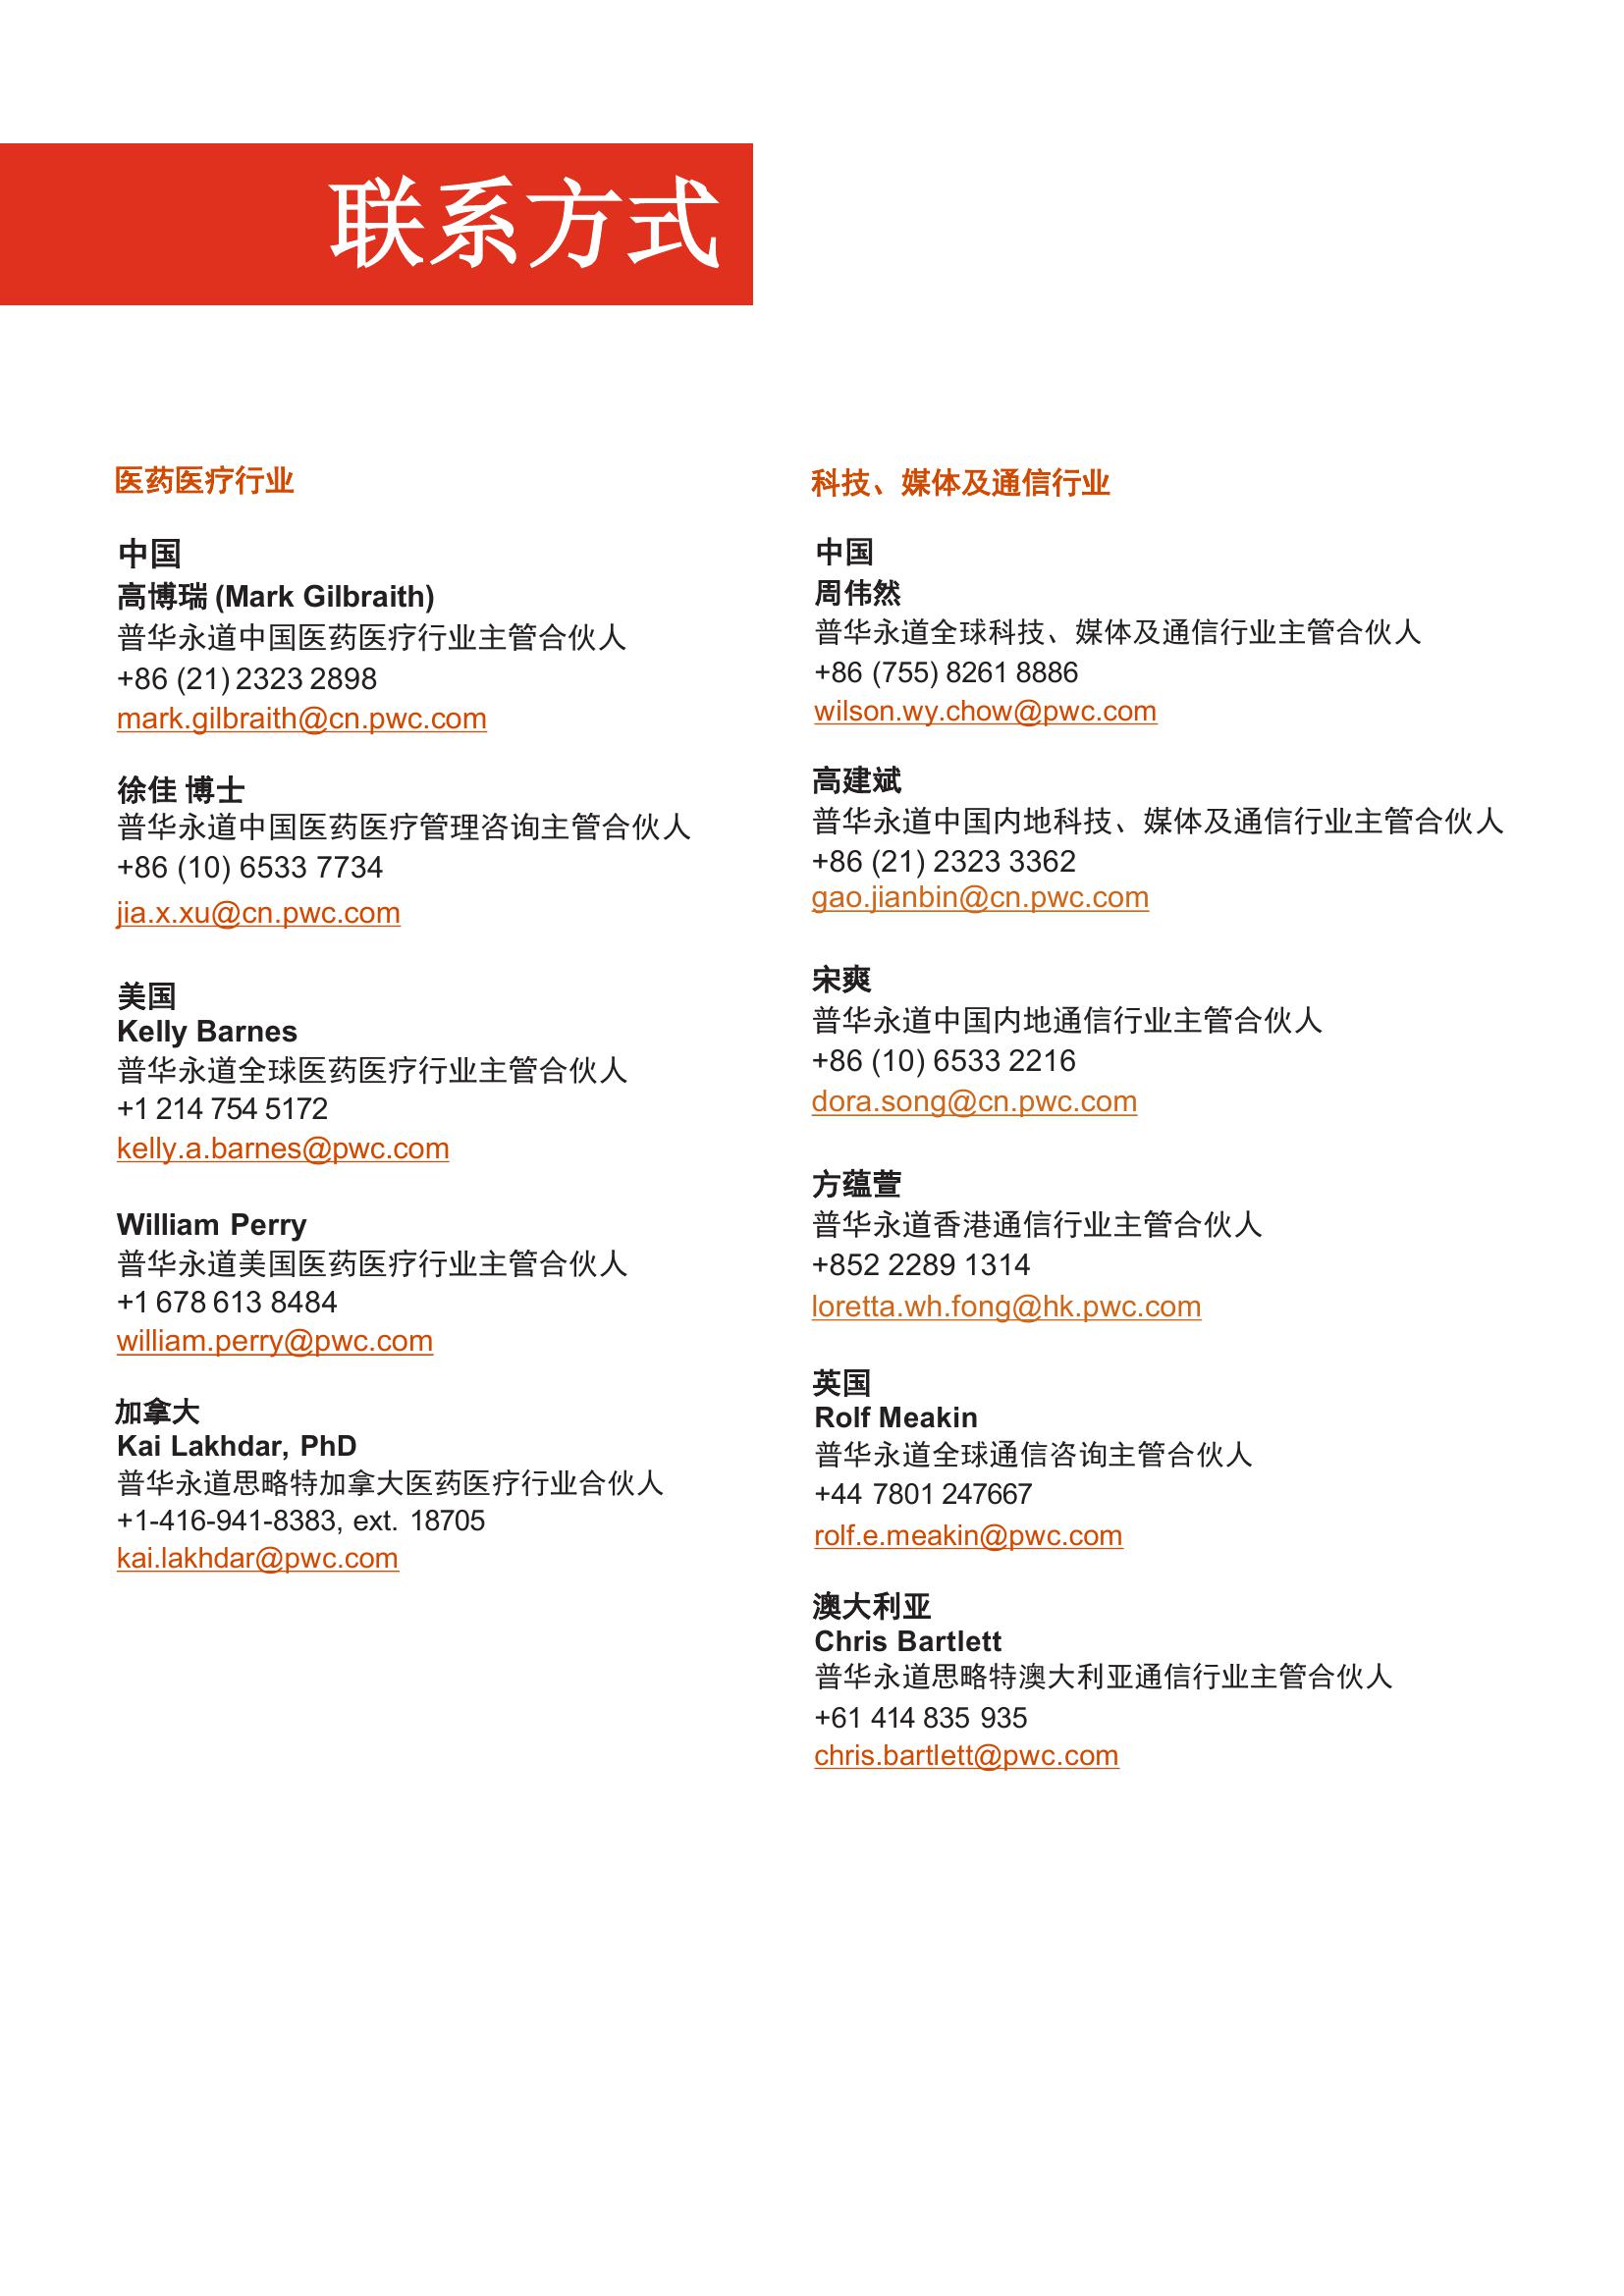 联系方式
医药医疗行业
中国
高博瑞 (Mark Gilbraith)
普华永道中国医药医疗行业主管合伙人
+86 (21) 2323 2898
mark.gilbraith@cn.pwc.com
徐佳 博士
普华永道中国医药医疗管理咨询主管合伙人
+86 (10) 6533 7734
jia.x.xu@cn.pwc.com
美国
Kelly Barnes
普华永道全球医药医疗行业主管合伙人
+1 214 754 5172
kelly.a.barnes@pwc.com
William Perry
普华永道美国医药医疗行业主管合伙人
+1 678 613 8484
william.perry@pwc.com
加拿大
Kai Lakhdar, PhD
普华永道思略特加拿大医药医疗行业合伙人
+1-416-941-8383, ext. 18705
kai.lakhdar@pwc.com
科技、媒体及通信行业
中国
周伟然
普华永道全球科技、媒体及通信行业主管合伙人
+86 (755) 8261 8886
wilson.wy.chow@pwc.com
高建斌
普华永道中国内地科技、媒体及通信行业主管合伙人
+86 (21) 2323 3362
gao.jianbin@cn.pwc.com
宋爽
普华永道中国内地通信行业主管合伙人
+86 (10) 6533 2216
dora.song@cn.pwc.com
方蕴萱
普华永道香港通信行业主管合伙人
+852 2289 1314
loretta.wh.fong@hk.pwc.com
英国
Rolf Meakin
普华永道全球通信咨询主管合伙人
+44 7801 247667
rolf.e.meakin@pwc.com
澳大利亚
Chris Bartlett
普华永道思略特澳大利亚通信行业主管合伙人
+61 414 835 935
chris.bartlett@pwc.com